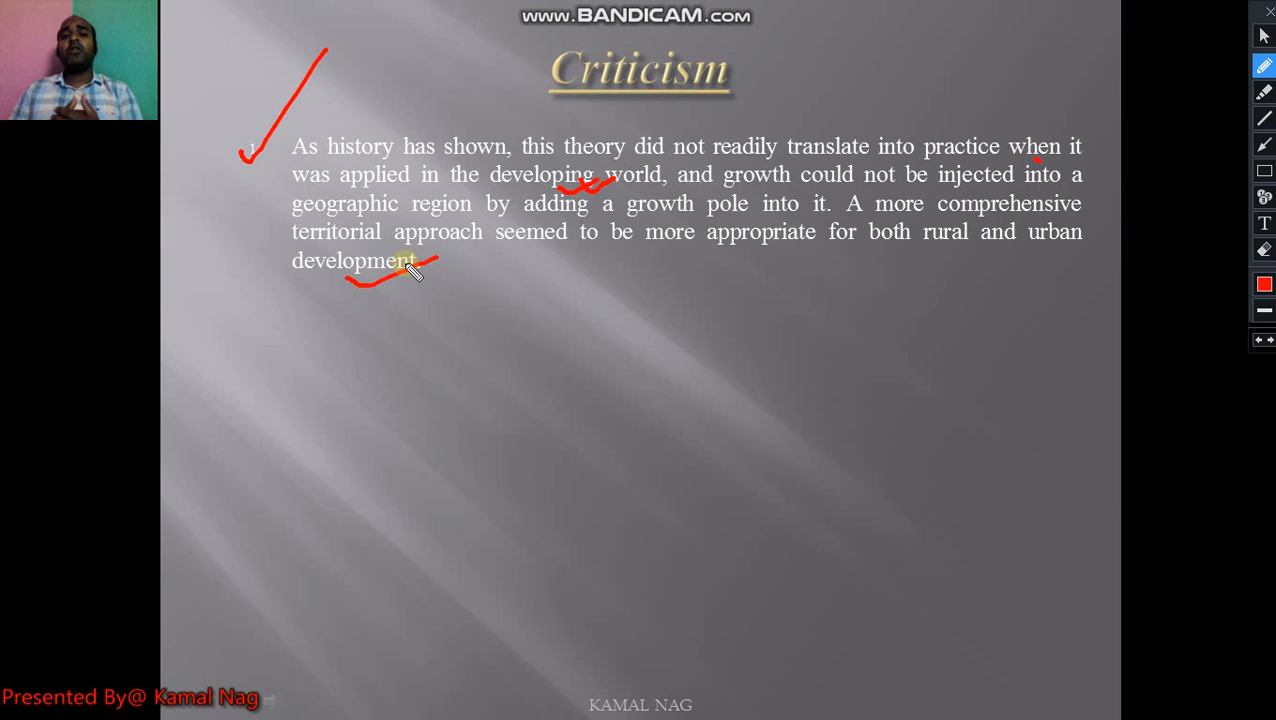 www.BANDICAM.com
Criticism
1. As history has shown, this theory did not readily translate into practice when it
was applied in the developing world, and growth could not be injected into a
geographic region by adding a growth pole into it. A more comprehensive
territorial approach seemed to be more appropriate for both rural and urban
development.
Presented By@ Kamal Nag
KAMAL NAG